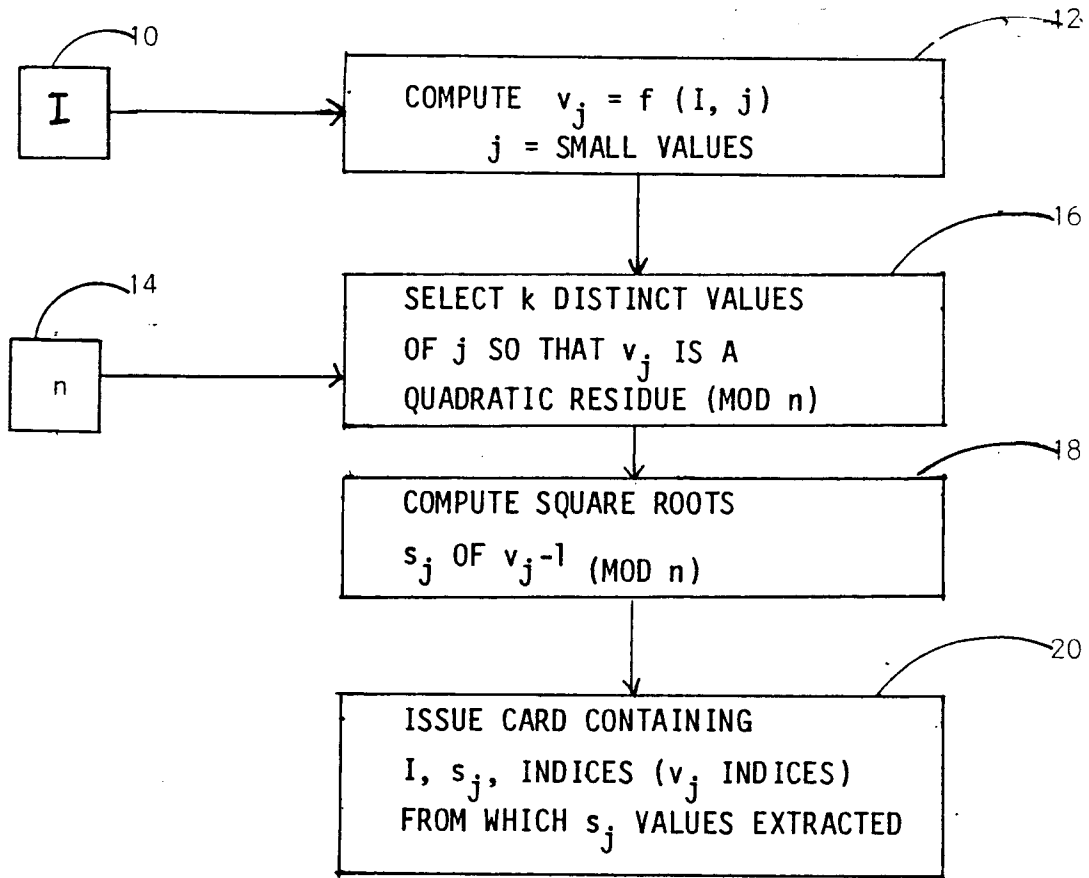 10
I
12
COMPUTE v_j = f (I, j)
j = SMALL VALUES
14
n
16
SELECT k DISTINCT VALUES
OF j SO THAT v_j IS A
QUADRATIC RESIDUE (MOD n)
18
COMPUTE SQUARE ROOTS
s_j OF v_j-1 (MOD n)
20
ISSUE CARD CONTAINING
I, s_j, INDICES (v_j INDICES)
FROM WHICH s_j VALUES EXTRACTED